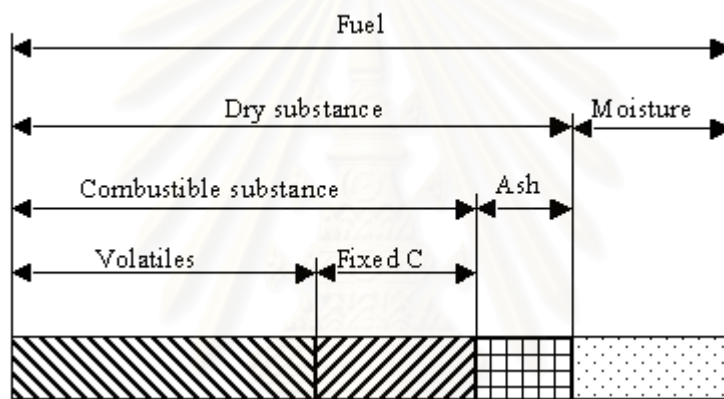 Fuel
Dry substance Moisture
Combustible substance Ash
Volatiles Fixed C